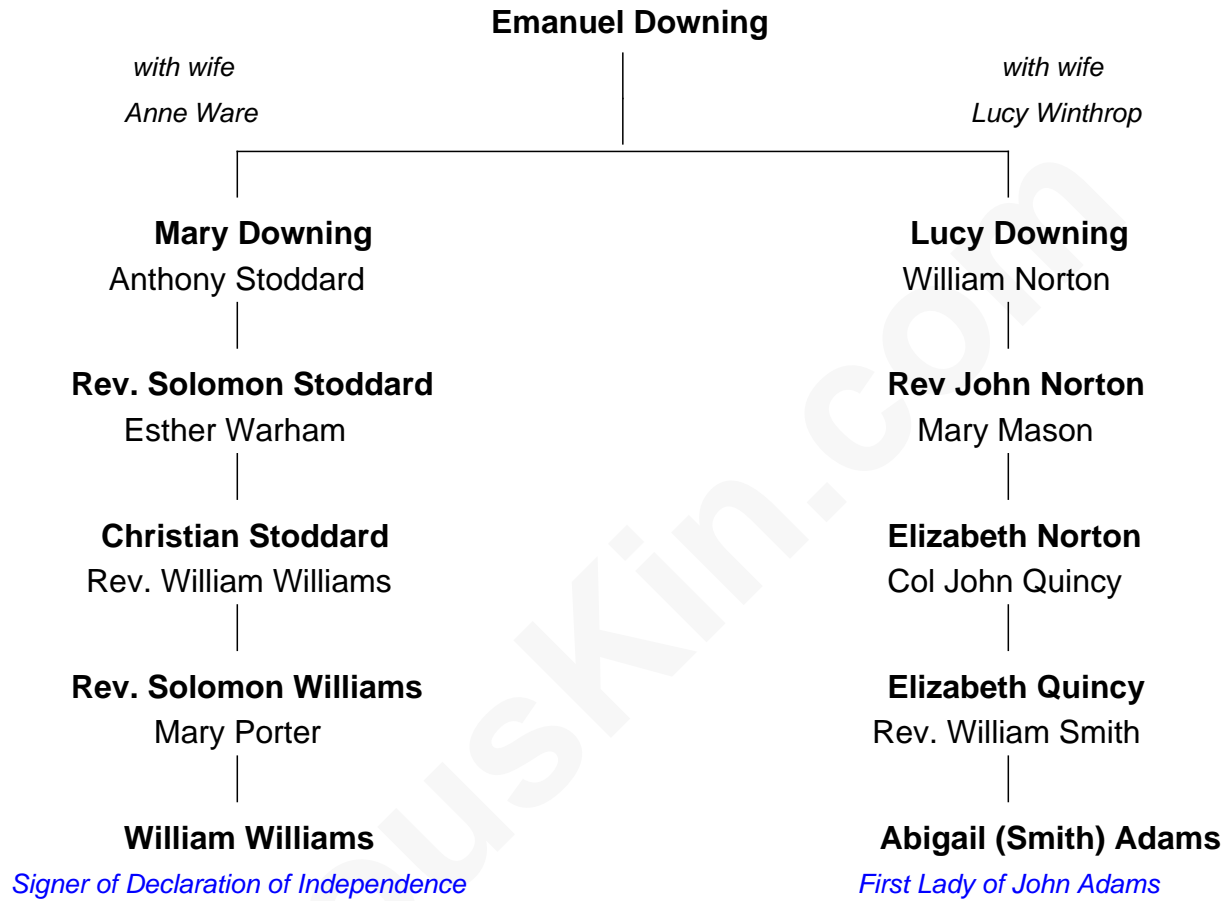 Emanuel Downing
with wife
Anne Ware
with wife
Lucy Winthrop
Mary Downing
Anthony Stoddard
Lucy Downing
William Norton
Rev. Solomon Stoddard
Esther Warham
Rev John Norton
Mary Mason
Christian Stoddard
Rev. William Williams
Elizabeth Norton
Col John Quincy
Rev. Solomon Williams
Mary Porter
Elizabeth Quincy
Rev. William Smith
William Williams
Signer of Declaration of Independence
Abigail (Smith) Adams
First Lady of John Adams